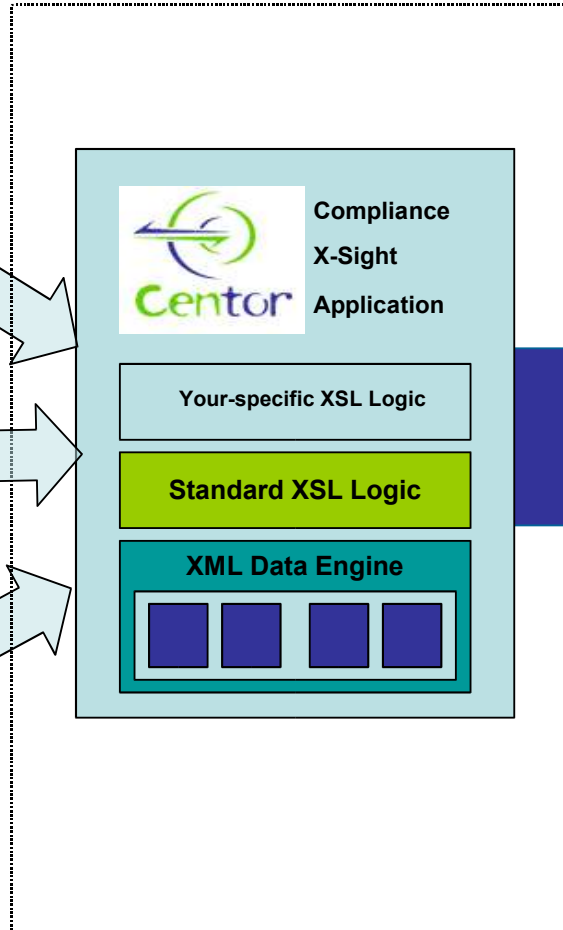 Compliance
X-Sight
Centor Application
Your-specific XSL Logic
Standard XSL Logic
XML Data Engine